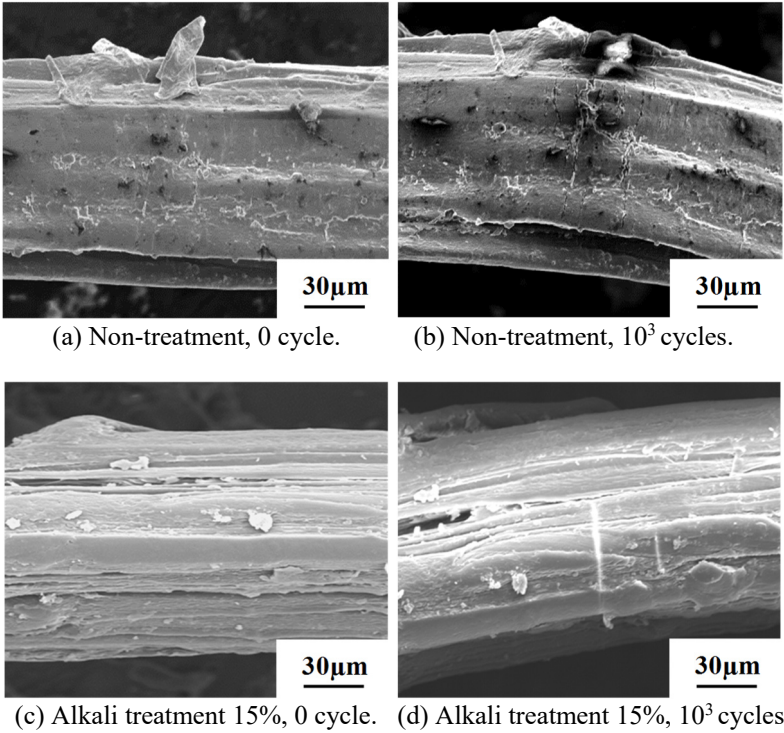 30μm
30μm
(a) Non-treatment, 0 cycle.
(b) Non-treatment, 10³ cycles.
30μm
30μm
(c) Alkali treatment 15%, 0 cycle.
(d) Alkali treatment 15%, 10³ cycles